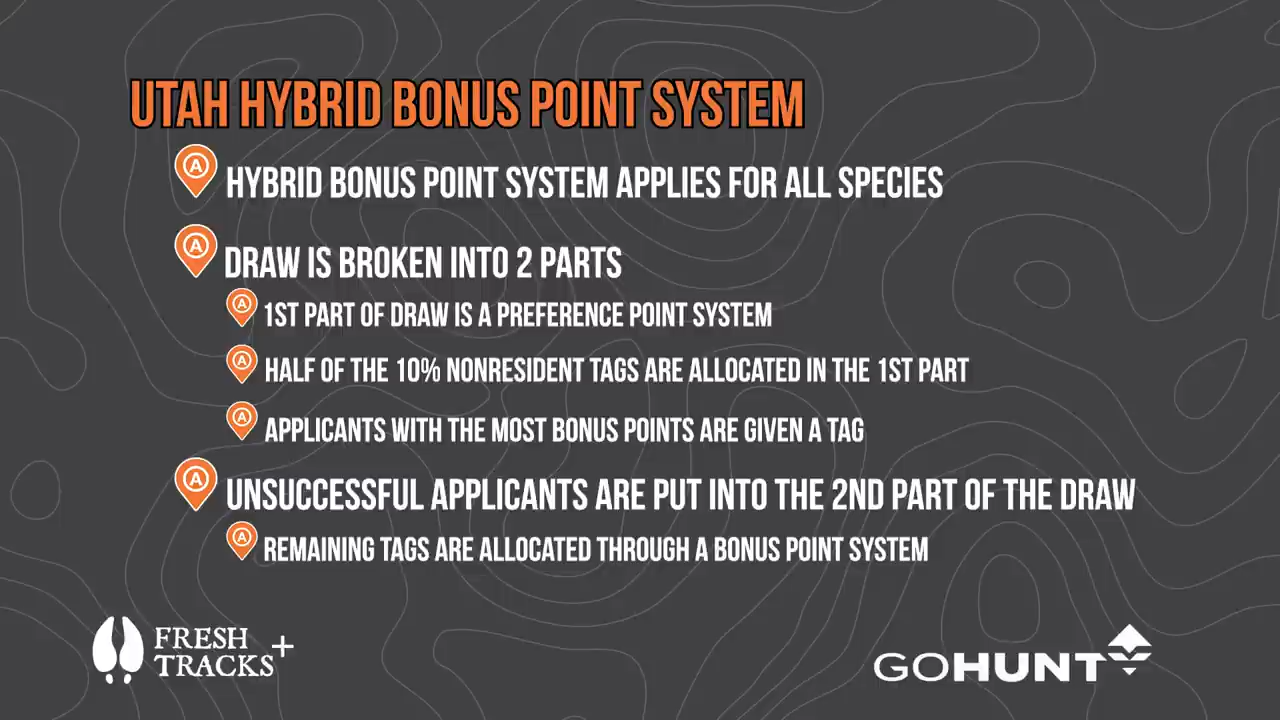 UTAH HYBRID BONUS POINT SYSTEM
A HYBRID BONUS POINT SYSTEM APPLIES FOR ALL SPECIES
A DRAW IS BROKEN INTO 2 PARTS
A 1ST PART OF DRAW IS A PREFERENCE POINT SYSTEM
A HALF OF THE 10% NONRESIDENT TAGS ARE ALLOCATED IN THE 1ST PART
A APPLICANTS WITH THE MOST BONUS POINTS ARE GIVEN A TAG
A UNSUCCESSFUL APPLICANTS ARE PUT INTO THE 2ND PART OF THE DRAW
A REMAINING TAGS ARE ALLOCATED THROUGH A BONUS POINT SYSTEM
FRESH
TRACKS+
GOHUNT